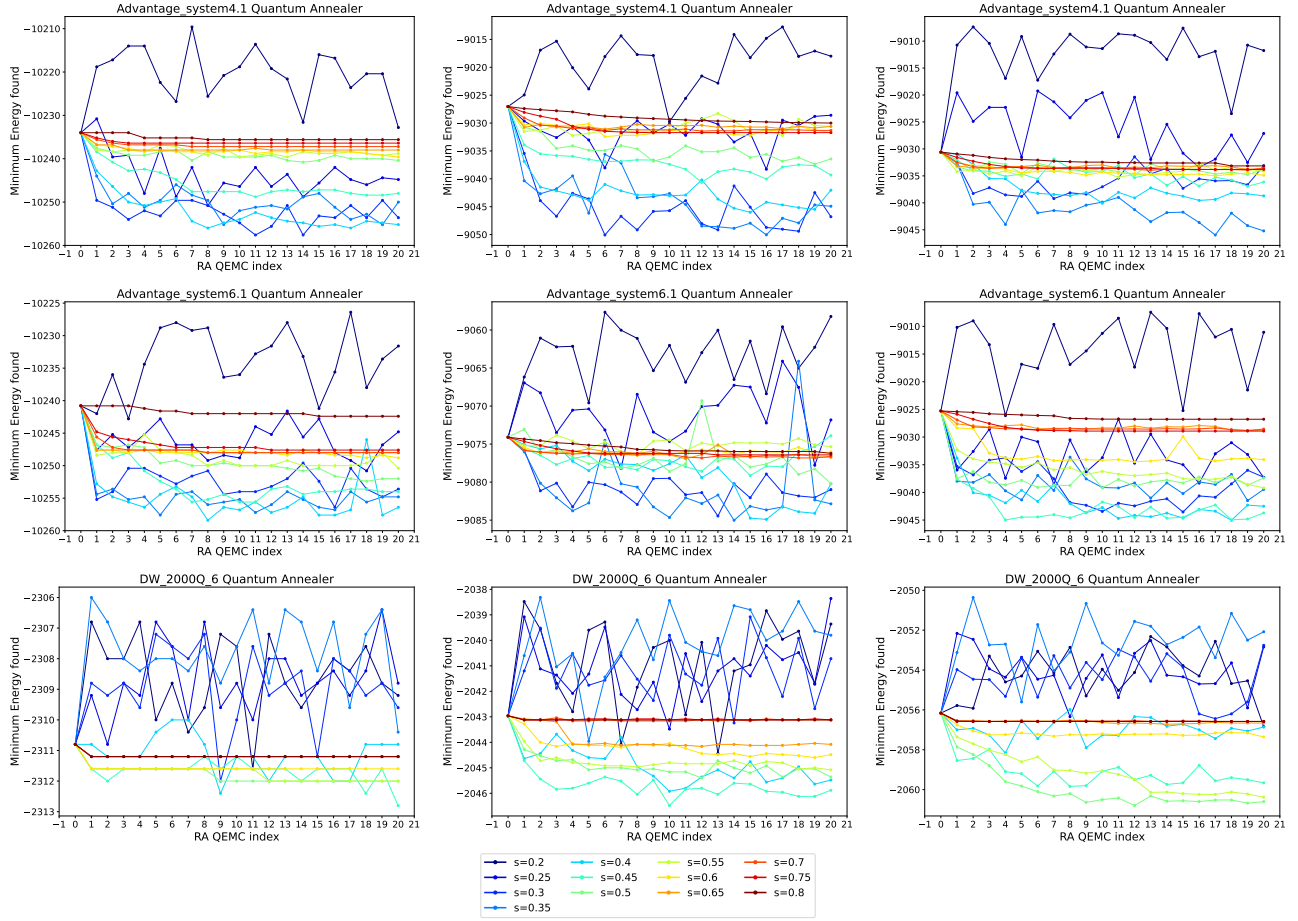 Advantage_system4.1 Quantum Annealer
Minimum Energy found
−10210
−10220
−10230
−10240
−10250
−10260
−1 0 1 2 3 4 5 6 7 8 9 10 11 12 13 14 15 16 17 18 19 20 21
RA QEMC index
Advantage_system4.1 Quantum Annealer
Minimum Energy found
−9015
−9020
−9025
−9030
−9035
−9040
−9045
−9050
−1 0 1 2 3 4 5 6 7 8 9 10 11 12 13 14 15 16 17 18 19 20 21
RA QEMC index
Advantage_system4.1 Quantum Annealer
Minimum Energy found
−9010
−9015
−9020
−9025
−9030
−9035
−9040
−9045
−1 0 1 2 3 4 5 6 7 8 9 10 11 12 13 14 15 16 17 18 19 20 21
RA QEMC index
Advantage_system6.1 Quantum Annealer
Minimum Energy found
−10225
−10230
−10235
−10240
−10245
−10250
−10255
−10260
−1 0 1 2 3 4 5 6 7 8 9 10 11 12 13 14 15 16 17 18 19 20 21
RA QEMC index
Advantage_system6.1 Quantum Annealer
Minimum Energy found
−9060
−9065
−9070
−9075
−9080
−9085
−1 0 1 2 3 4 5 6 7 8 9 10 11 12 13 14 15 16 17 18 19 20 21
RA QEMC index
Advantage_system6.1 Quantum Annealer
Minimum Energy found
−9010
−9015
−9020
−9025
−9030
−9035
−9040
−9045
−1 0 1 2 3 4 5 6 7 8 9 10 11 12 13 14 15 16 17 18 19 20 21
RA QEMC index
DW_2000Q_6 Quantum Annealer
Minimum Energy found
−2306
−2307
−2308
−2309
−2310
−2311
−2312
−2313
−1 0 1 2 3 4 5 6 7 8 9 10 11 12 13 14 15 16 17 18 19 20 21
RA QEMC index
DW_2000Q_6 Quantum Annealer
Minimum Energy found
−2038
−2039
−2040
−2041
−2042
−2043
−2044
−2045
−2046
−1 0 1 2 3 4 5 6 7 8 9 10 11 12 13 14 15 16 17 18 19 20 21
RA QEMC index
DW_2000Q_6 Quantum Annealer
Minimum Energy found
−2050
−2052
−2054
−2056
−2058
−2060
−1 0 1 2 3 4 5 6 7 8 9 10 11 12 13 14 15 16 17 18 19 20 21
RA QEMC index
s=0.2 s=0.4 s=0.55 s=0.7
s=0.25 s=0.45 s=0.6 s=0.75
s=0.3 s=0.5 s=0.65 s=0.8
s=0.35